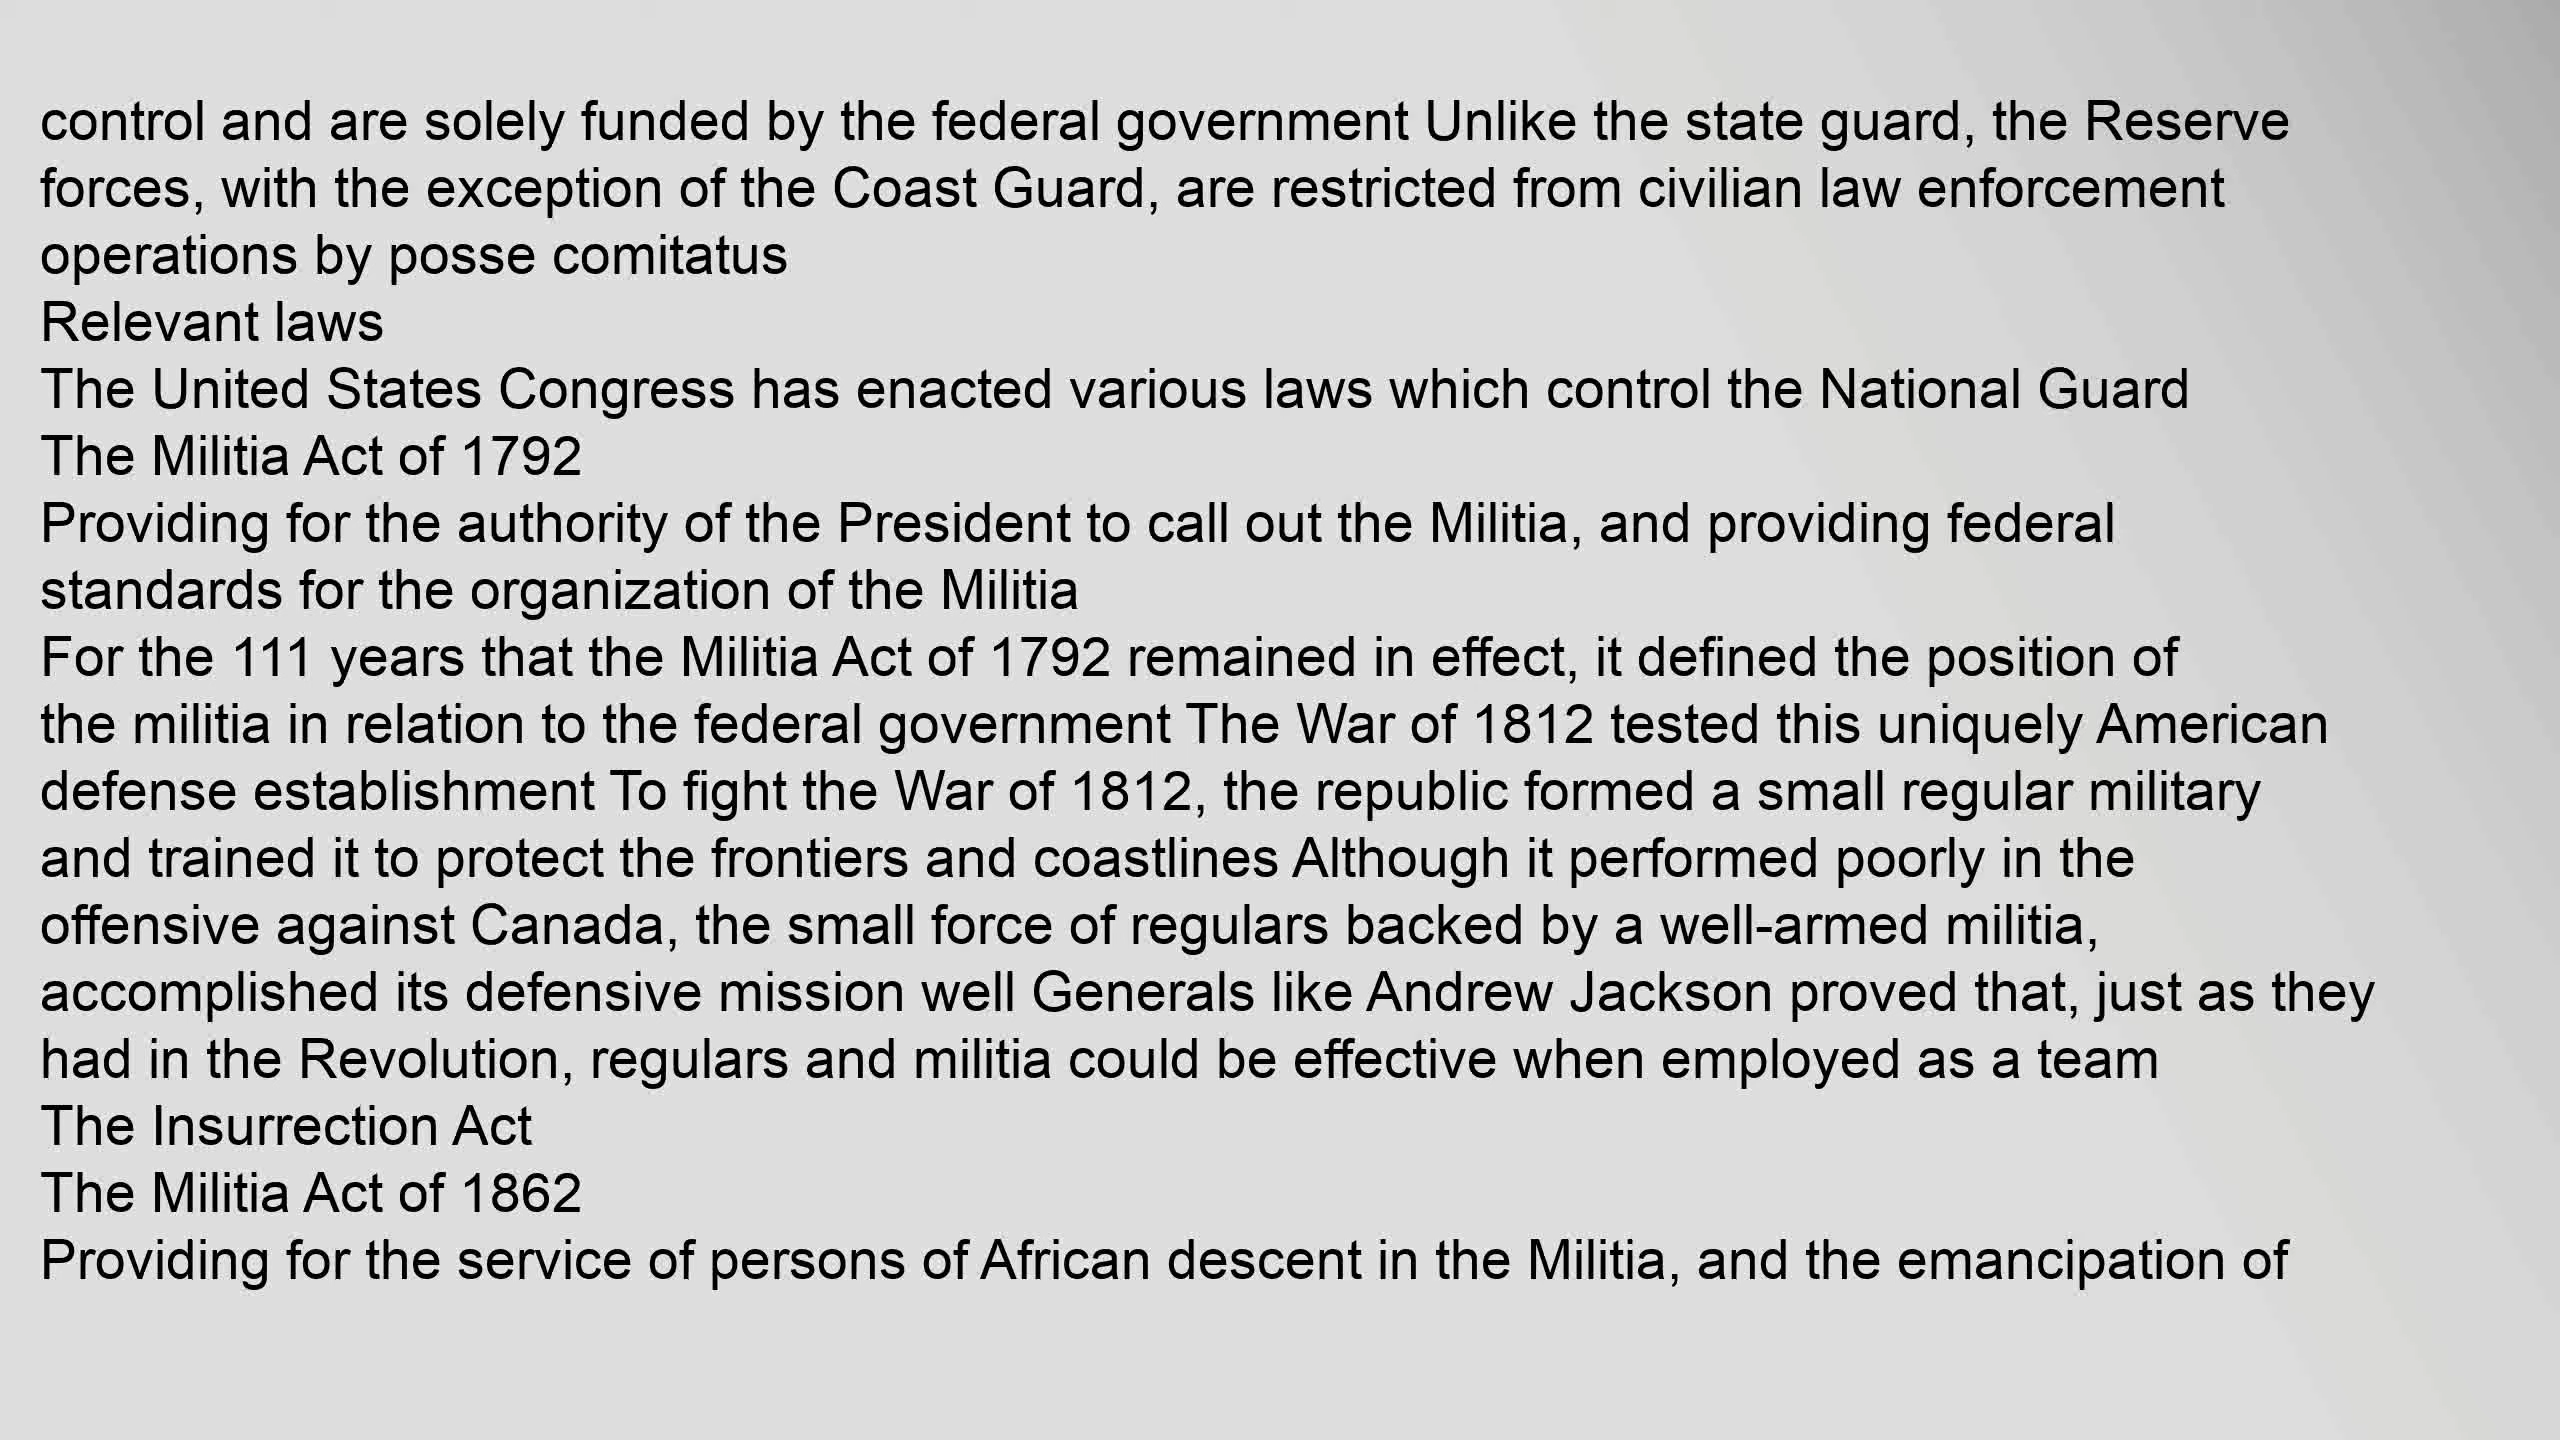 control and are solely funded by the federal government Unlike the state guard, the Reserve
forces, with the exception of the Coast Guard, are restricted from civilian law enforcement
operations by posse comitatus
Relevant laws
The United States Congress has enacted various laws which control the National Guard
The Militia Act of 1792
Providing for the authority of the President to call out the Militia, and providing federal
standards for the organization of the Militia
For the 111 years that the Militia Act of 1792 remained in effect, it defined the position of
the militia in relation to the federal government The War of 1812 tested this uniquely American
defense establishment To fight the War of 1812, the republic formed a small regular military
and trained it to protect the frontiers and coastlines Although it performed poorly in the
offensive against Canada, the small force of regulars backed by a well-armed militia,
accomplished its defensive mission well Generals like Andrew Jackson proved that, just as they
had in the Revolution, regulars and militia could be effective when employed as a team
The Insurrection Act
The Militia Act of 1862
Providing for the service of persons of African descent in the Militia, and the emancipation of